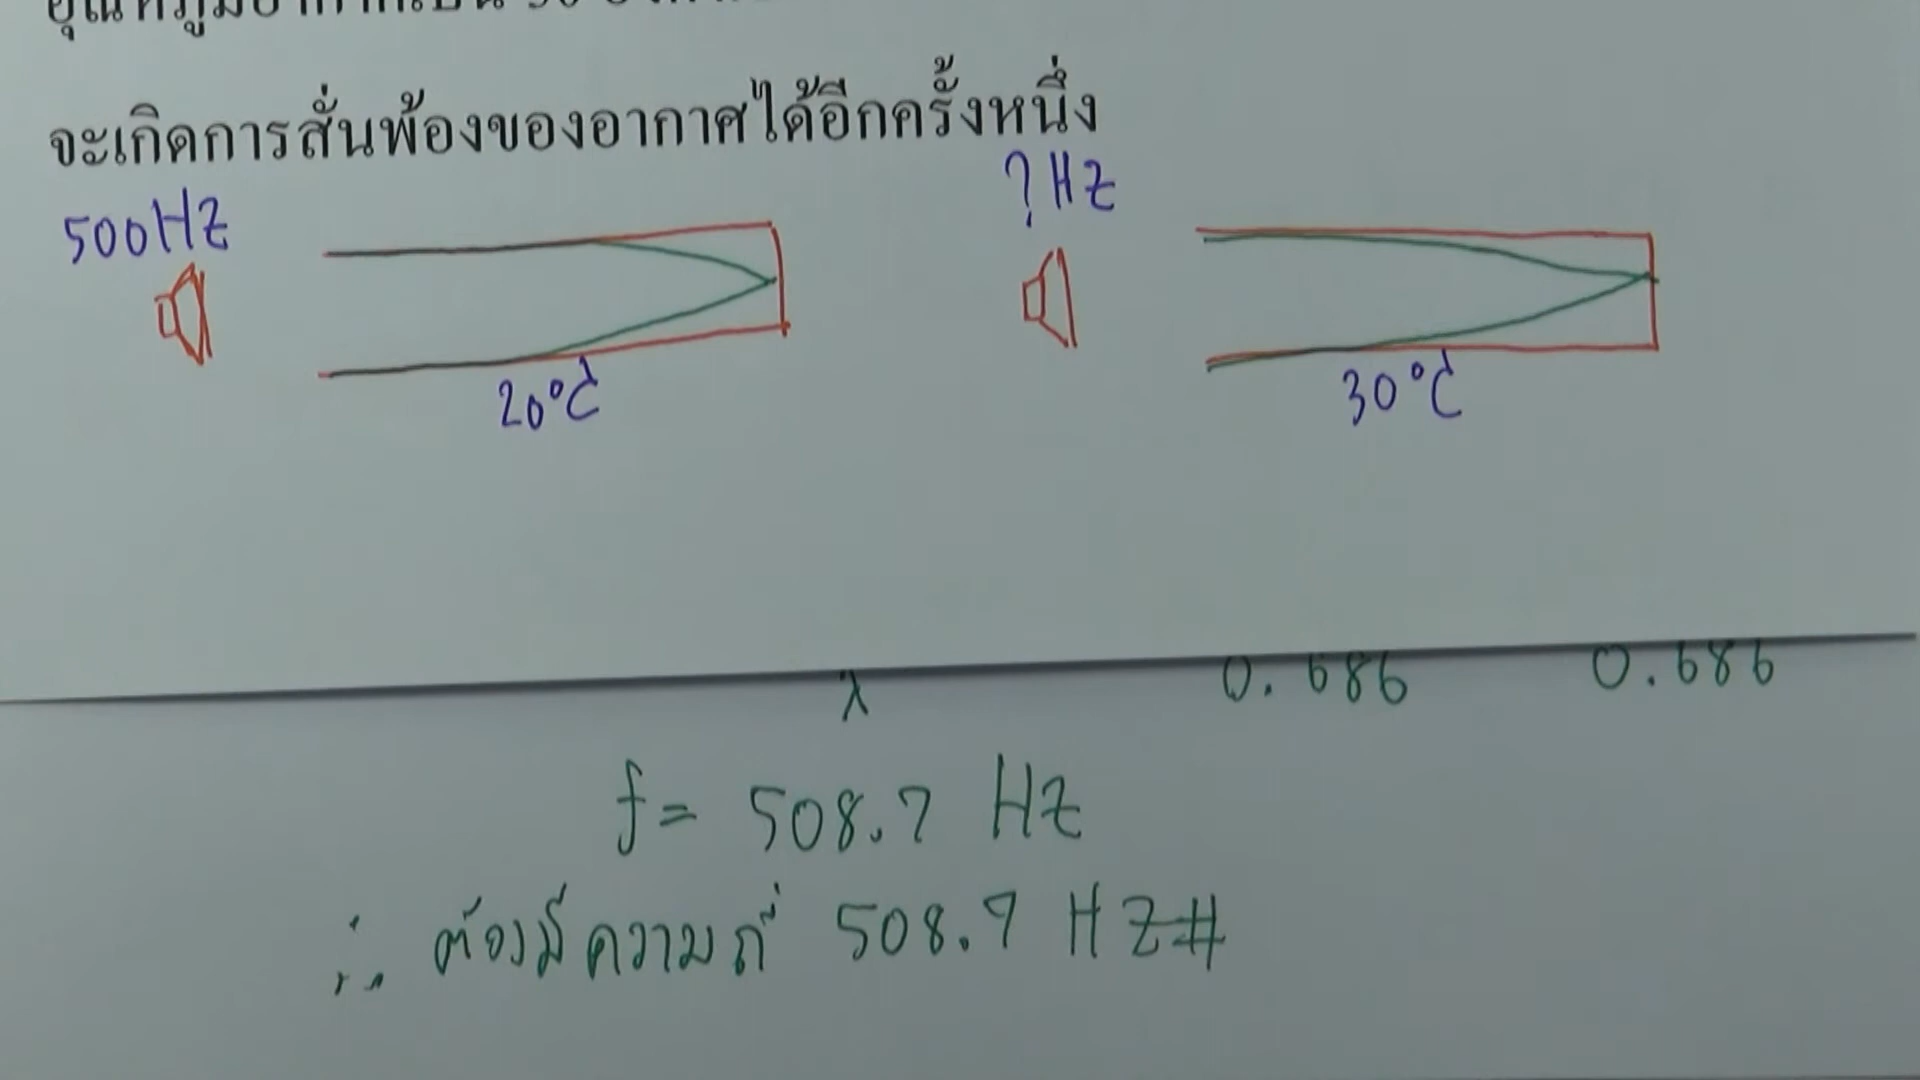 จะเกิดการสั่นพ้องของอากาศได้อีกครั้งหนึ่ง
500HZ
? HZ
20°C
30°C
λ 0.686 0.686
f = 508.7 HZ
∴ ต้องมีความถี่ 508.7 HZ#